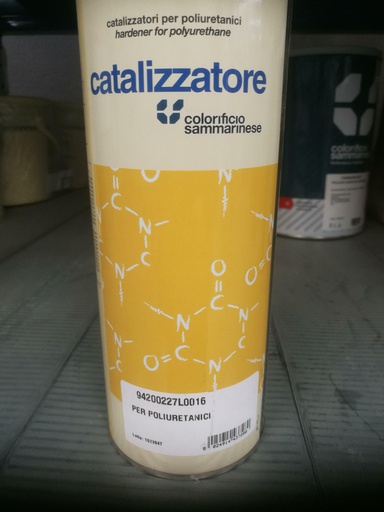 catalizzatori per poliuretanici
hardener for polyurethane
catalizzatore
colorificio
sammarinese
94200227L0016
PER POLIURETANICI
colorificio
sammarinese